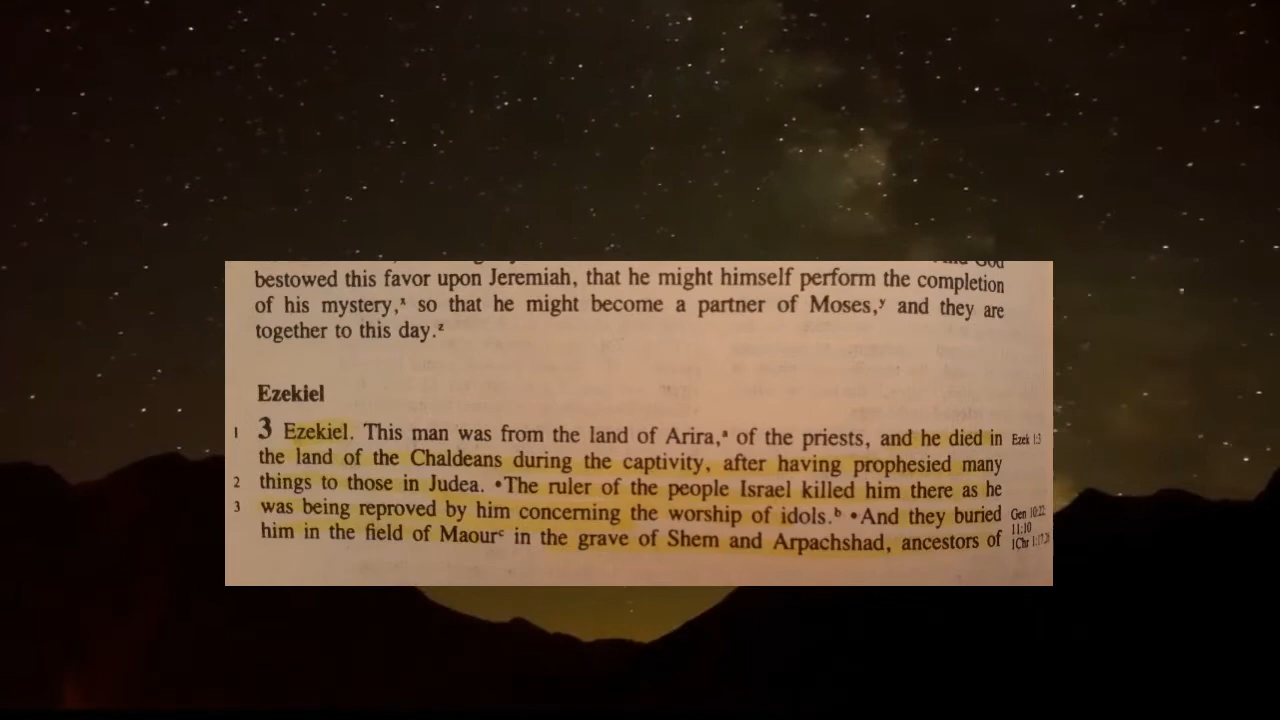 And God
bestowed this favor upon Jeremiah, that he might himself perform the completion
of his mystery,ˣ so that he might become a partner of Moses,ʸ and they are
together to this day.ᶻ
Ezekiel
1 3 Ezekiel. This man was from the land of Arira,ᵃ of the priests, and he died in Ezek 1:3
the land of the Chaldeans during the captivity, after having prophesied many
2 things to those in Judea. •The ruler of the people Israel killed him there as he
3 was being reproved by him concerning the worship of idols.ᵇ •And they buried Gen 10:22
11:10
him in the field of Maourᶜ in the grave of Shem and Arpachshad, ancestors of 1Chr